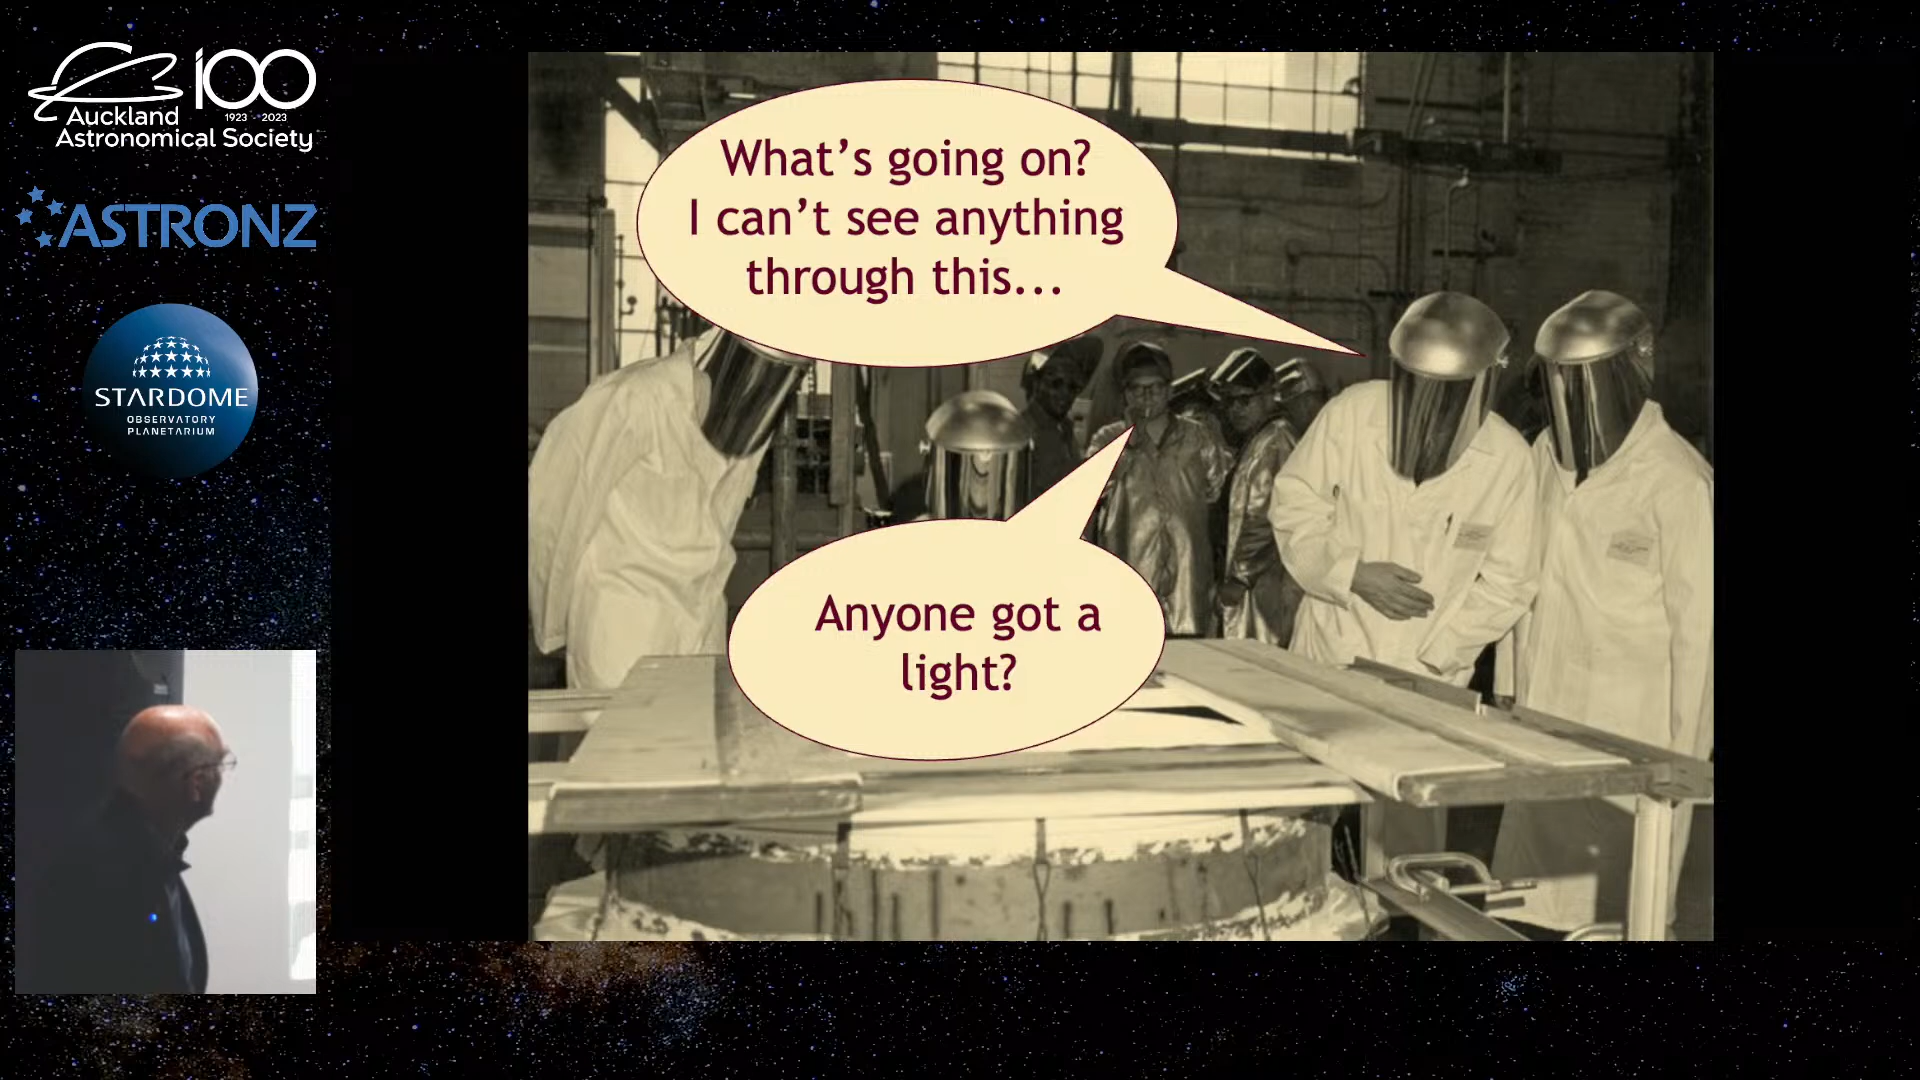 100
1923 - 2023
Auckland
Astronomical Society
ASTRONZ
STARDOME
OBSERVATORY
PLANETARIUM
What’s going on?
I can’t see anything
through this...
Anyone got a
light?